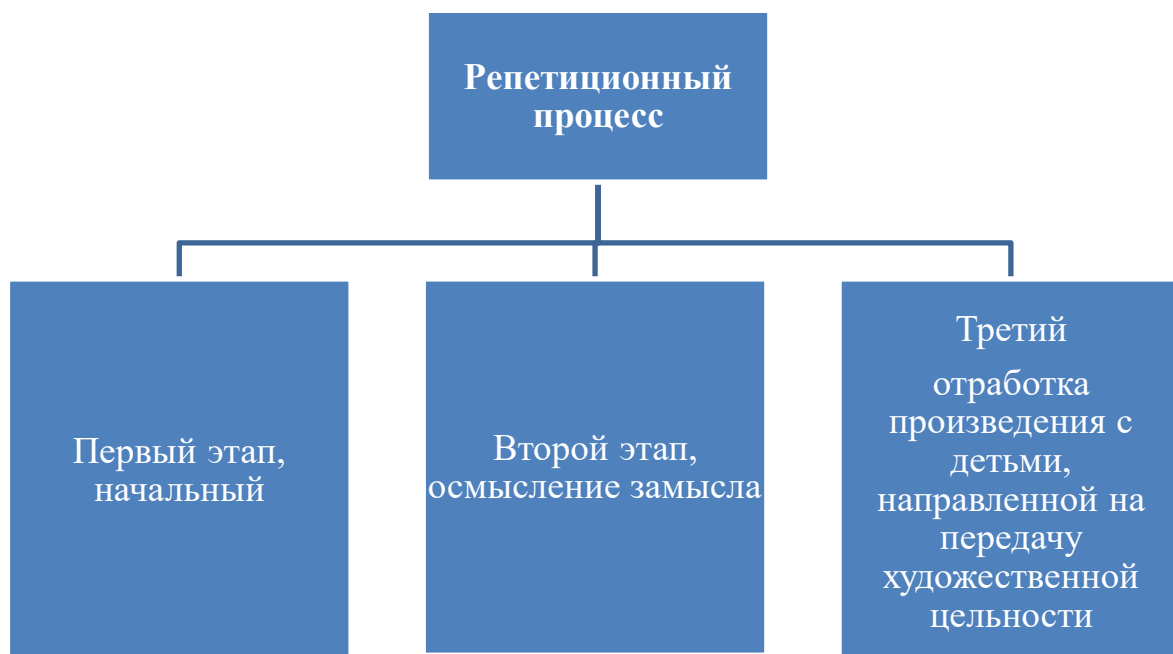 Репетиционный
процесс
Первый этап,
начальный
Второй этап,
осмысление замысла
Третий
отработка
произведения с
детьми,
направленной на
передачу
художественной
цельности